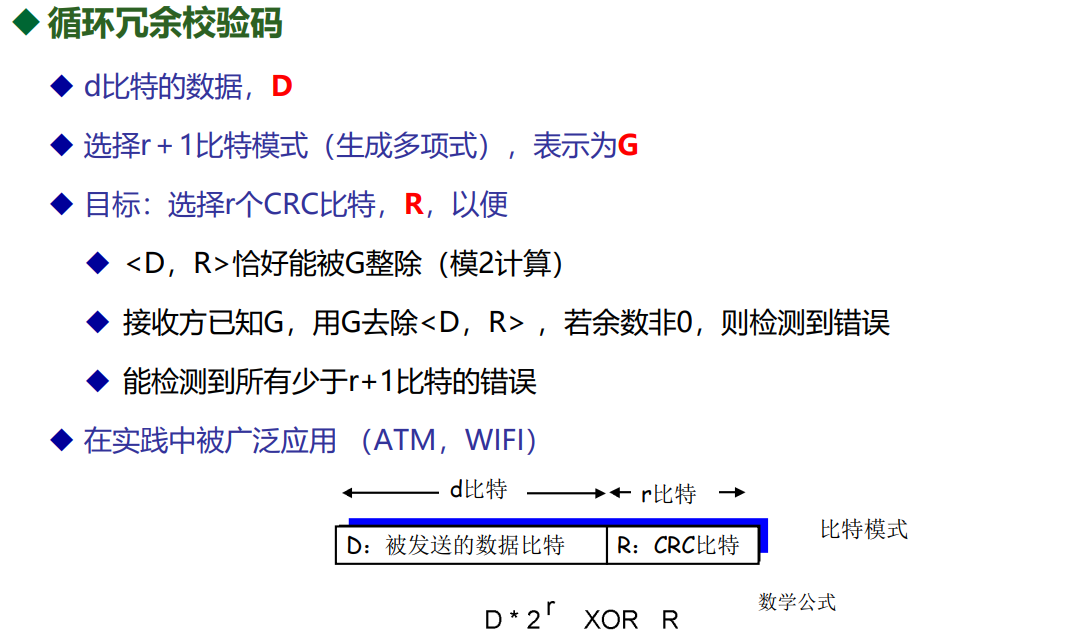 循环冗余校验码
d比特的数据，D
选择r＋1比特模式（生成多项式），表示为G
目标：选择r个CRC比特，R，以便
<D，R>恰好能被G整除（模2计算）
接收方已知G，用G去除<D，R> ，若余数非0，则检测到错误
能检测到所有少于r+1比特的错误
在实践中被广泛应用 （ATM，WIFI）
d比特 r比特
D：被发送的数据比特 R：CRC比特 比特模式
D * 2^r XOR R 数学公式